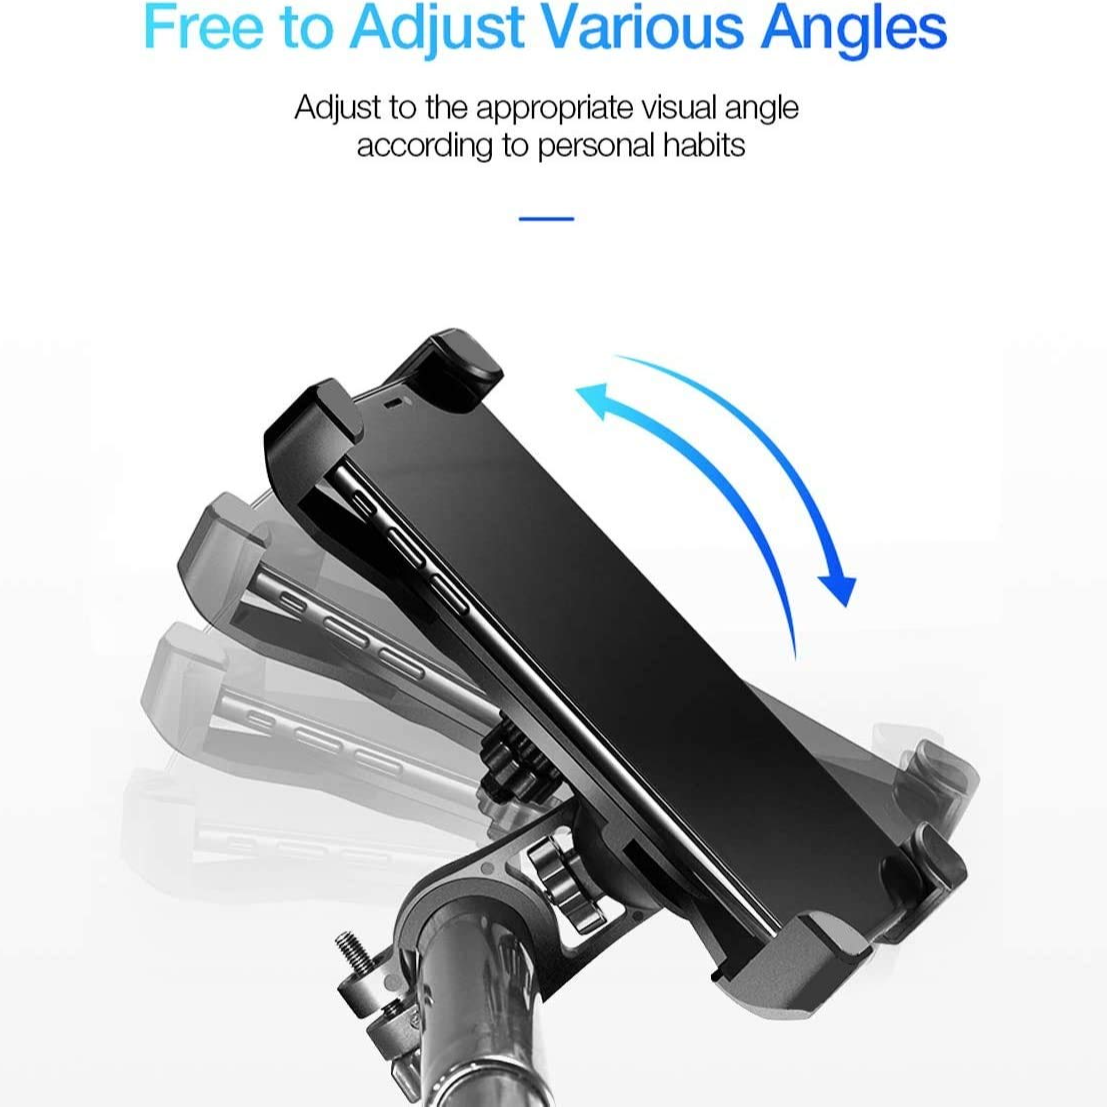 Free to Adjust Various Angles
Adjust to the appropriate visual angle
according to personal habits